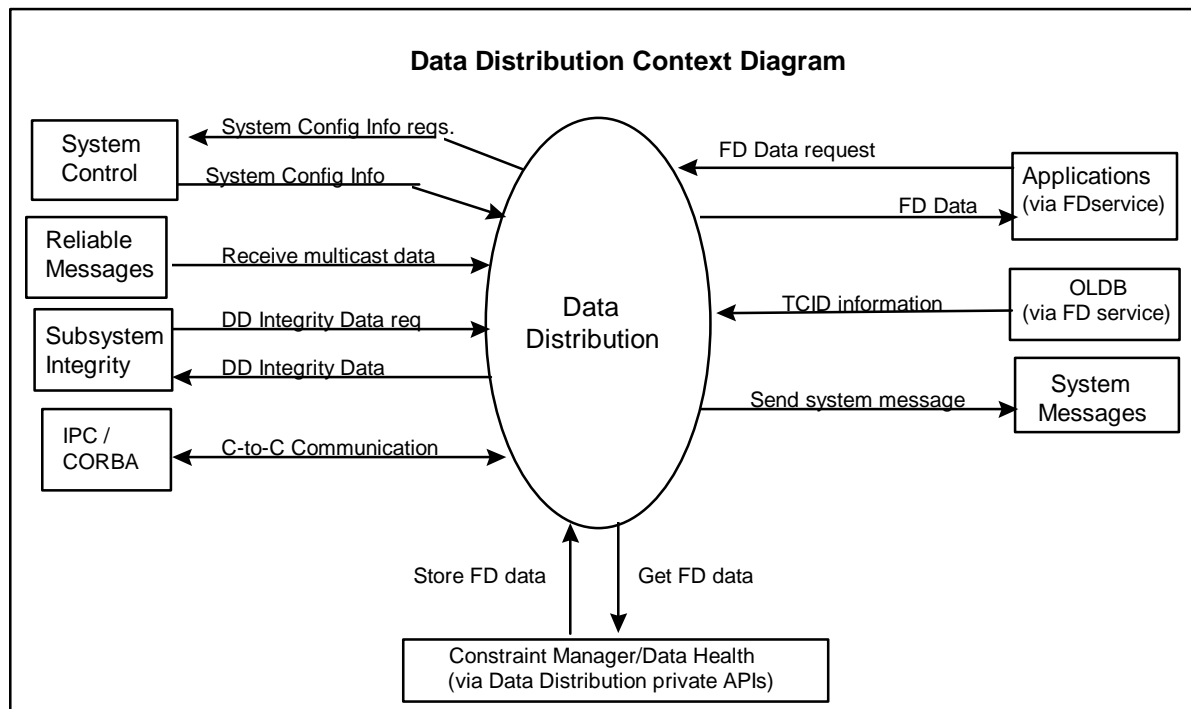 Data Distribution Context Diagram
System Config Info reqs.
System
Control
System Config Info
FD Data request
Applications
(via FDservice)
FD Data
Reliable
Messages
Receive multicast data
OLDB
(via FD service)
TCID information
Data
Distribution
Subsystem
Integrity
DD Integrity Data req
DD Integrity Data
System
Messages
Send system message
IPC /
CORBA
C-to-C Communication
Store FD data
Get FD data
Constraint Manager/Data Health
(via Data Distribution private APIs)